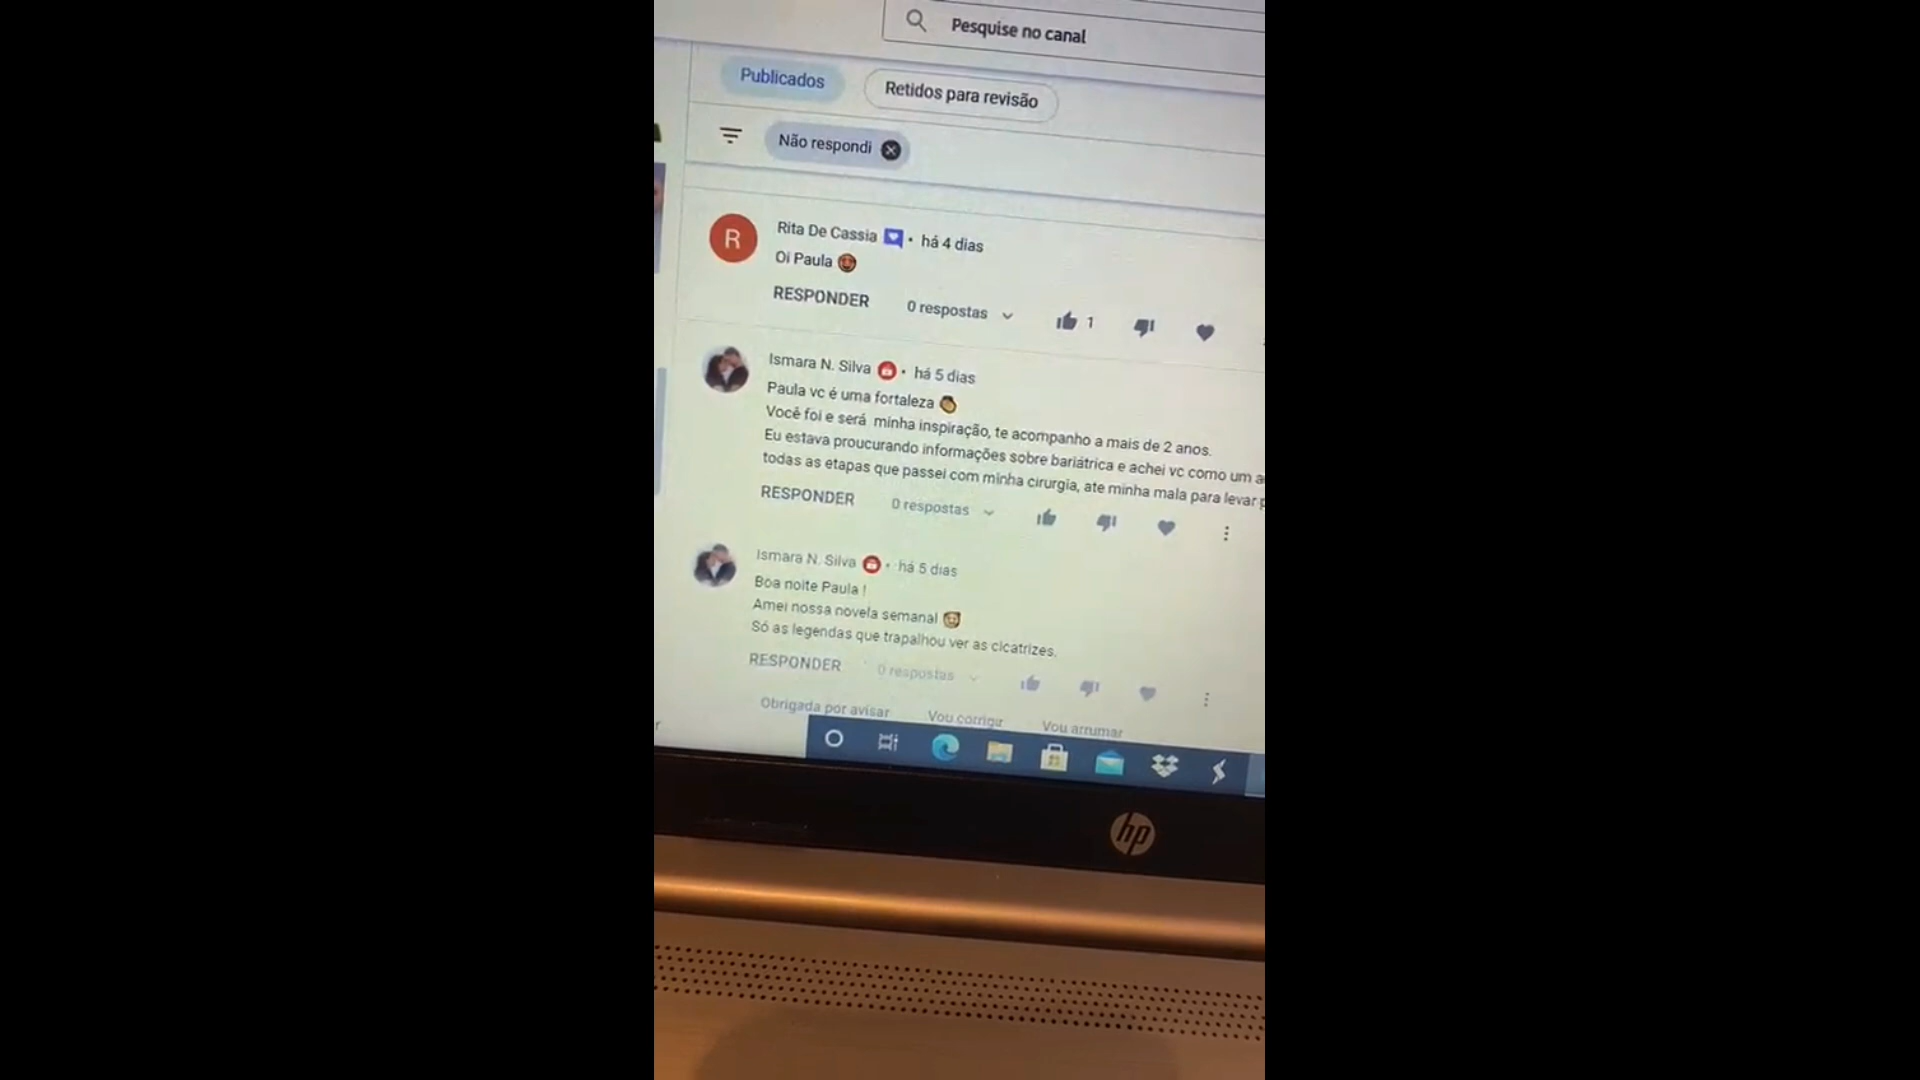 Pesquise no canal
Publicados
Retidos para revisão
Não respondi
R
Rita De Cassia • há 4 dias
Oi Paula
RESPONDER
0 respostas
1
Ismara N. Silva • há 5 dias
Paula vc é uma fortaleza
Você foi e será minha inspiração, te acompanho a mais de 2 anos.
Eu estava proucurando informações sobre bariátrica e achei vc como um
todas as etapas que passei com minha cirurgia, ate minha mala para levar
RESPONDER
0 respostas
Ismara N. Silva • há 5 dias
Boa noite Paula !
Amei nossa novela semanal
Só as legendas que trapalhou ver as cicatrizes.
RESPONDER
0 respostas
Obrigada por avisar
Vou corrigir
Vou arrumar
hp